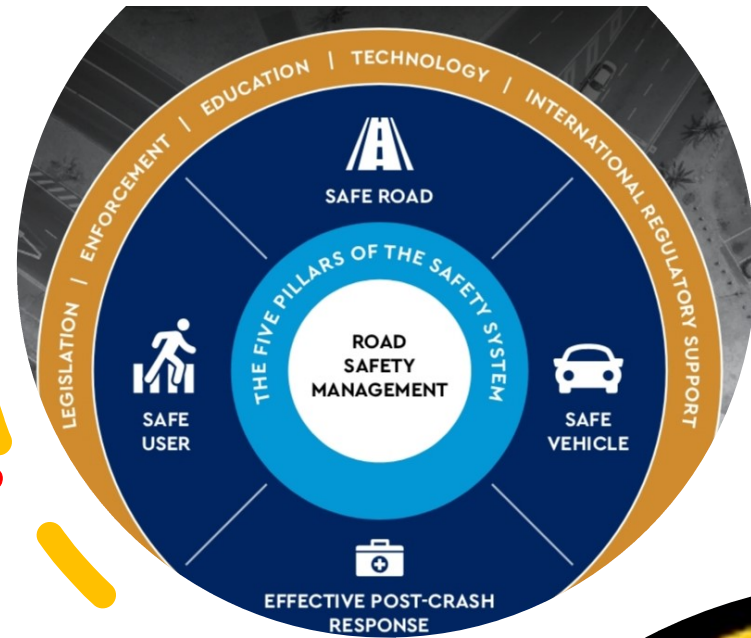 LEGISLATION | ENFORCEMENT | EDUCATION | TECHNOLOGY | INTERNATIONAL REGULATORY SUPPORT
SAFE ROAD
THE FIVE PILLARS OF THE SAFETY SYSTEM
ROAD
SAFETY
MANAGEMENT
SAFE
USER
SAFE
VEHICLE
EFFECTIVE POST-CRASH
RESPONSE